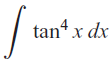 ∫ tan⁴ x dx